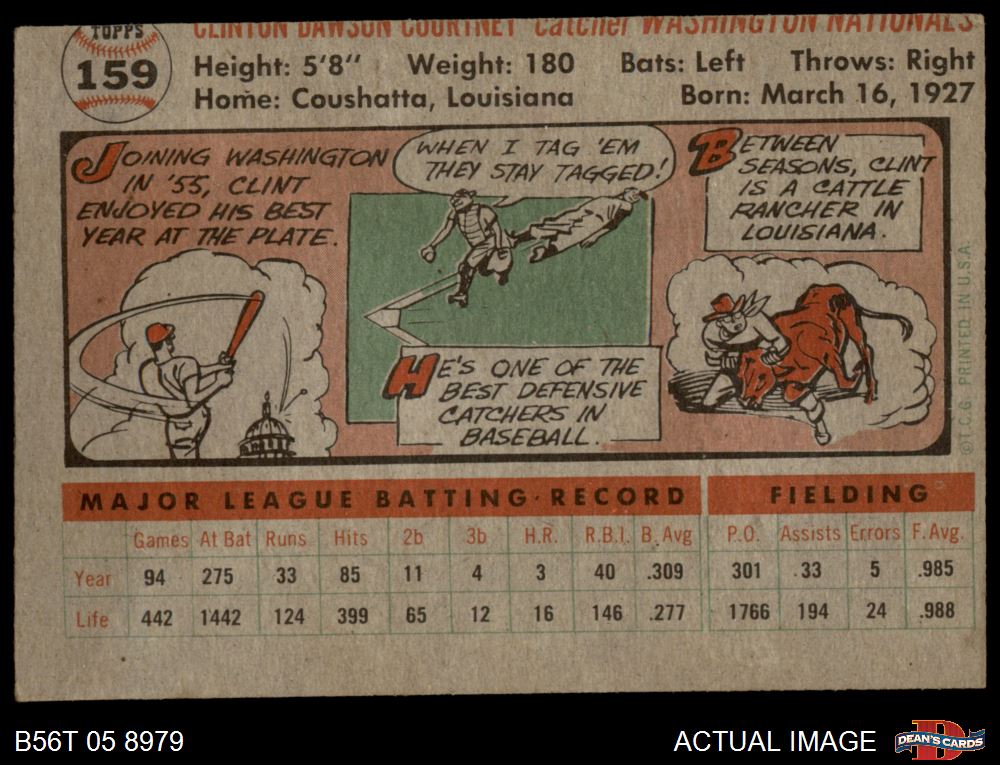 TOPPS
159
CLINTON DAWSON COURTNEY catcher WASHINGTON NATIONALS
Height: 5'8" Weight: 180 Bats: Left Throws: Right
Home: Coushatta, Louisiana Born: March 16, 1927
JOINING WASHINGTON
IN '55, CLINT
ENJOYED HIS BEST
YEAR AT THE PLATE.
WHEN I TAG 'EM
THEY STAY TAGGED!
HE'S ONE OF THE
BEST DEFENSIVE
CATCHERS IN
BASEBALL.
BETWEEN
SEASONS, CLINT
IS A CATTLE
RANCHER IN
LOUISIANA.
©T.C.G. PRINTED IN U.S.A.
MAJOR LEAGUE BATTING RECORD FIELDING
Games At Bat Runs Hits 2b 3b H.R. R.B.I. B. Avg P.O. Assists Errors F. Avg.
Year 94 275 33 85 11 4 3 40 .309 301 33 5 .985
Life 442 1442 124 399 65 12 16 146 .277 1766 194 24 .988
B56T 05 8979 ACTUAL IMAGE DEAN'S CARDS